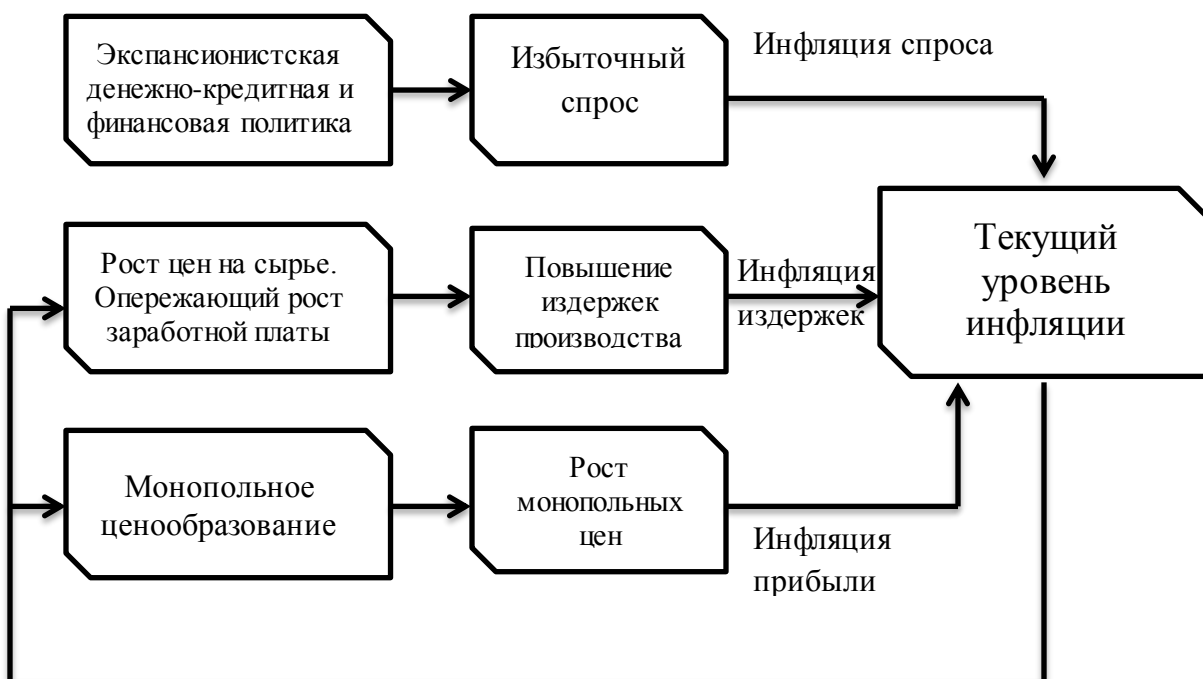 Экспансионистская
денежно-кредитная и
финансовая политика
Избыточный
спрос
Инфляция спроса
Рост цен на сырье.
Опережающий рост
заработной платы
Повышение
издержек
производства
Инфляция
издержек
Текущий
уровень
инфляции
Монопольное
ценообразование
Рост
монопольных
цен
Инфляция
прибыли